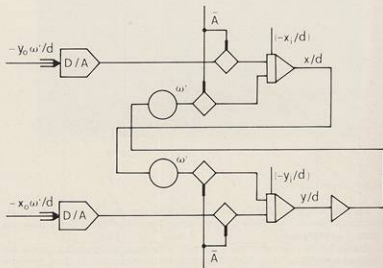 Ā
(-x₁/d)
-y₀ω'/d
D/A
x/d
ω'
ω'
(-y₁/d)
-x₀ω'/d
D/A
y/d
Ā